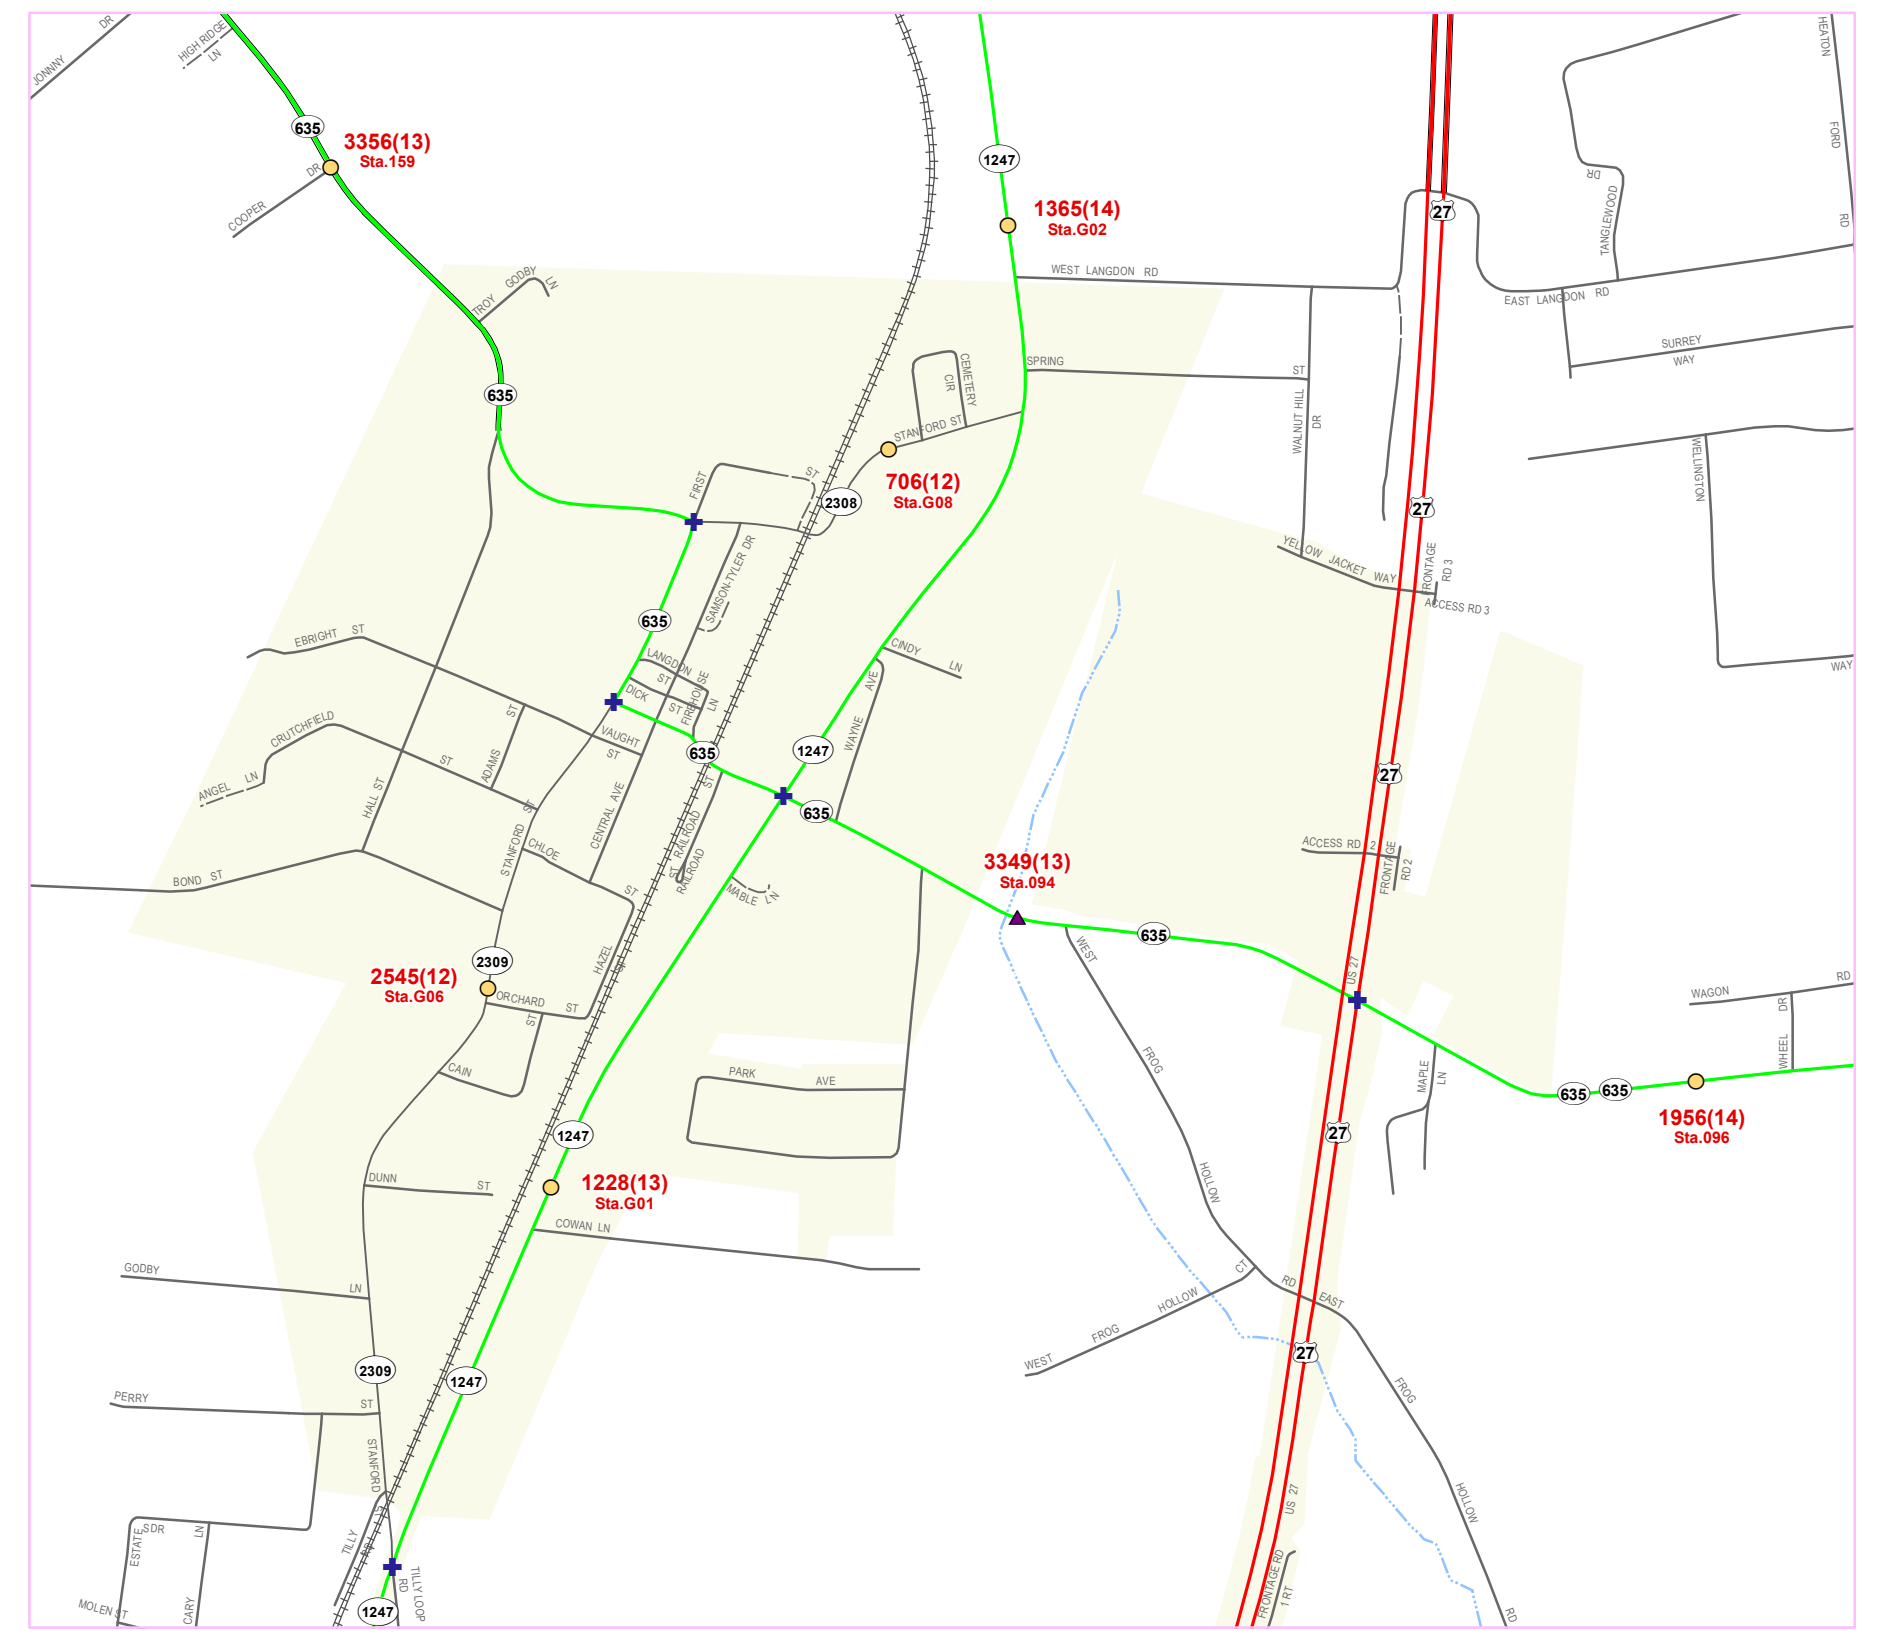 JONNNY DR
HIGH RIDGE LN
635
3356(13)
Sta.159
COOPER DR
1247
1365(14)
Sta.G02
27
HEATON FORD RD
TANGLEWOOD DR
WEST LANGDON RD
EAST LANGDON RD
TROY GODBY LN
635
SURREY WAY
SPRING ST
CEMETERY CIR
WALNUT HILL DR
STANFORD ST
706(12)
Sta.G08
2308
FIRST ST
27
WELLINGTON WAY
YELLOW JACKET WAY
FRONTAGE RD 3
ACCESS RD 3
SAMSON-TYLER DR
635
EBRIGHT ST
LANGDON ST
DICK ST
FIREHOUSE LN
CINDY LN
WAYNE AVE
CRUTCHFIELD ST
ADAMS ST
VAUGHT ST
635
1247
27
ANGEL LN
HALL ST
CENTRAL AVE
RAILROAD ST
RAILROAD ST
635
STANFORD ST
CHLOE ST
ACCESS RD 2
FRONTAGE RD 2
BOND ST
MABLE LN
3349(13)
Sta.094
635
HAZEL ST
2309
2545(12)
Sta.G06
ORCHARD ST
WEST FROG HOLLOW RD
US 27
WAGON RD
WHEEL DR
CAIN ST
PARK AVE
MAPLE LN
635
635
1956(14)
Sta.096
1247
27
DUNN ST
1228(13)
Sta.G01
COWAN LN
GODBY LN
WEST FROG HOLLOW CT
EAST FROG HOLLOW RD
27
2309
1247
PERRY ST
STANFORD ST
US 27
ESTATES DR
CARY LN
TILLY RD
TILLY LOOP RD
FRONTAGE RD 1 RT
MOLEN ST
1247